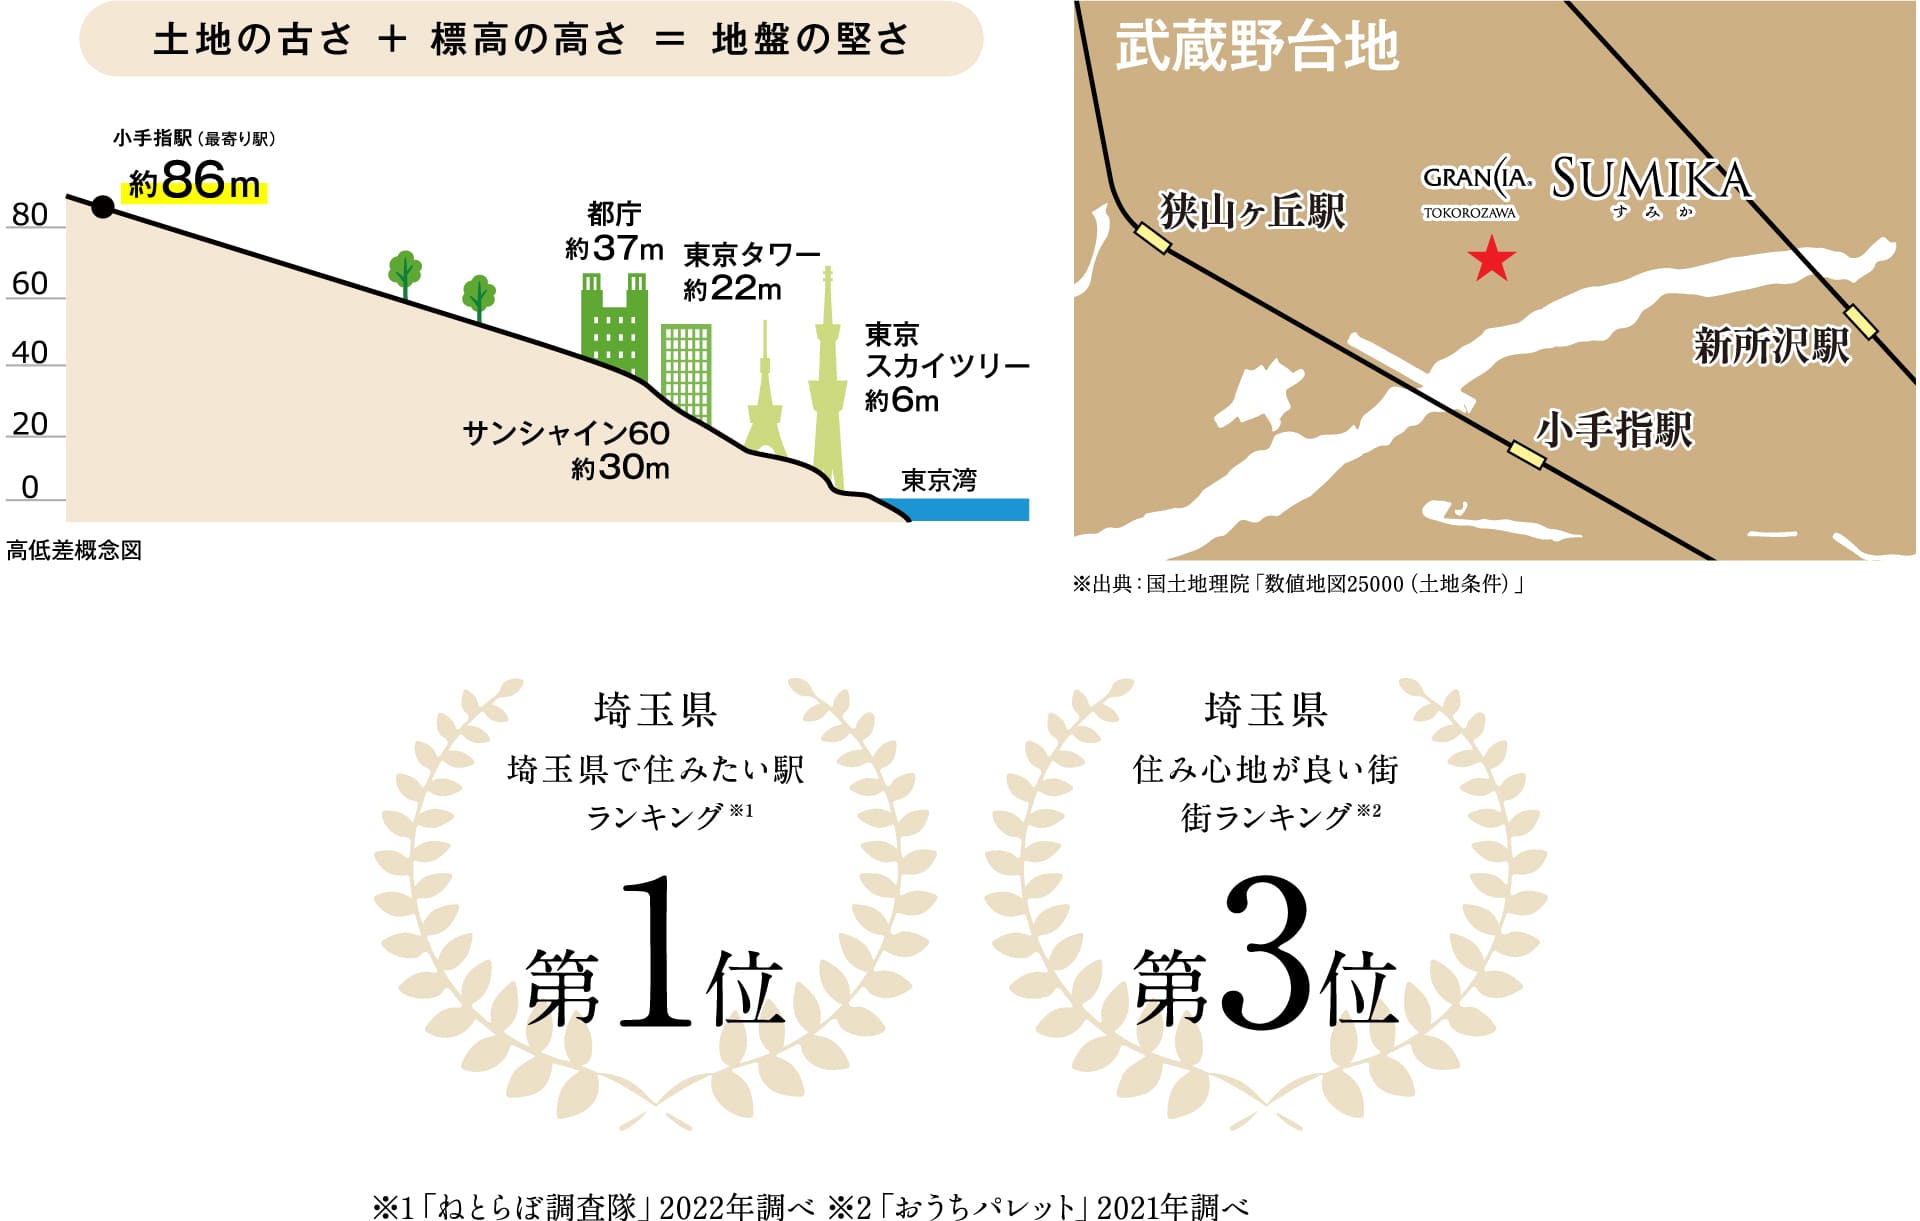 土地の古さ + 標高の高さ = 地盤の堅さ
小手指駅（最寄り駅）
約86m
80
60
40
20
0
都庁
約37m
東京タワー
約22m
東京
スカイツリー
約6m
サンシャイン60
約30m
東京湾
高低差概念図
武蔵野台地
GRANCIA® SUMIKA
TOKOROZAWA すみか
狭山ヶ丘駅
新所沢駅
小手指駅
※出典：国土地理院「数値地図25000（土地条件）」
埼玉県
埼玉県で住みたい駅
ランキング※1
第1位
埼玉県
住み心地が良い街
街ランキング※2
第3位
※1「ねとらぼ調査隊」2022年調べ ※2「おうちパレット」2021年調べ